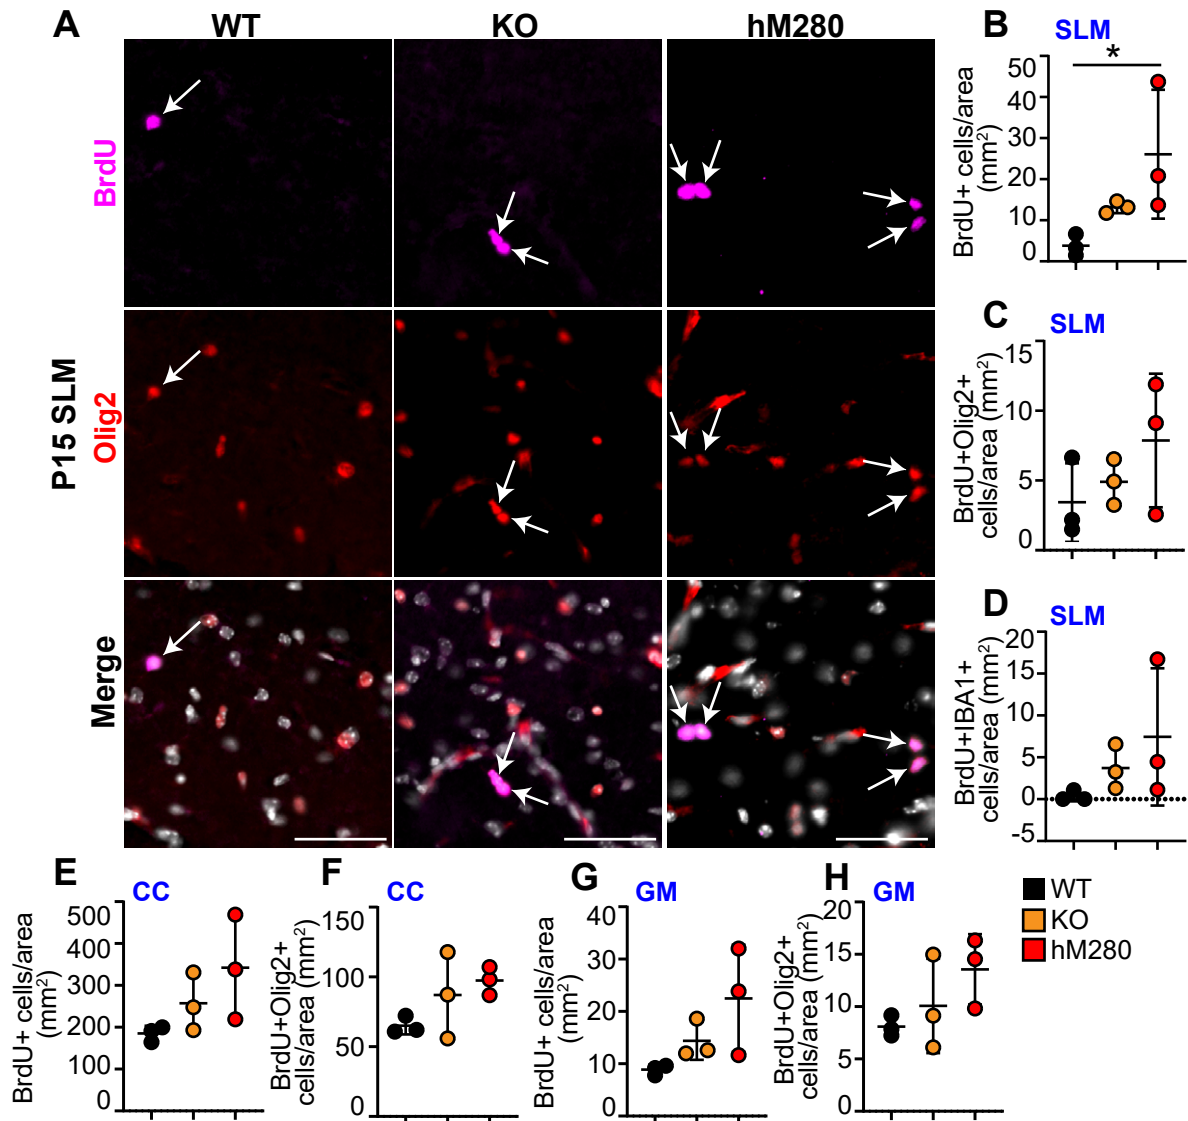 A
WT
KO
hM280
P15 SLM
BrdU
Olig2
Merge
B
SLM
*
BrdU+ cells/area
(mm²)
50
40
30
20
10
0
C
SLM
BrdU+Olig2+
cells/area (mm²)
15
10
5
0
D
SLM
BrdU+IBA1+
cells/area (mm²)
20
15
10
5
0
-5
E
CC
BrdU+ cells/area
(mm²)
500
400
300
200
100
0
F
CC
BrdU+Olig2+
cells/area (mm²)
150
100
50
0
G
GM
BrdU+ cells/area
(mm²)
40
30
20
10
0
H
GM
BrdU+Olig2+
cells/area (mm²)
20
15
10
5
0
WT
KO
hM280